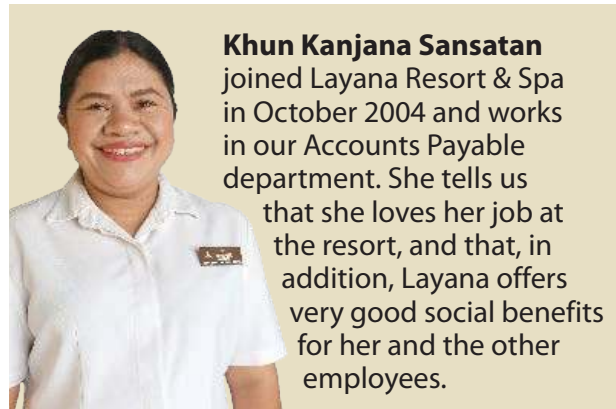 Khun Kanjana Sansatan
joined Layana Resort & Spa
in October 2004 and works
in our Accounts Payable
department. She tells us
that she loves her job at
the resort, and that, in
addition, Layana offers
very good social benefits
for her and the other
employees.